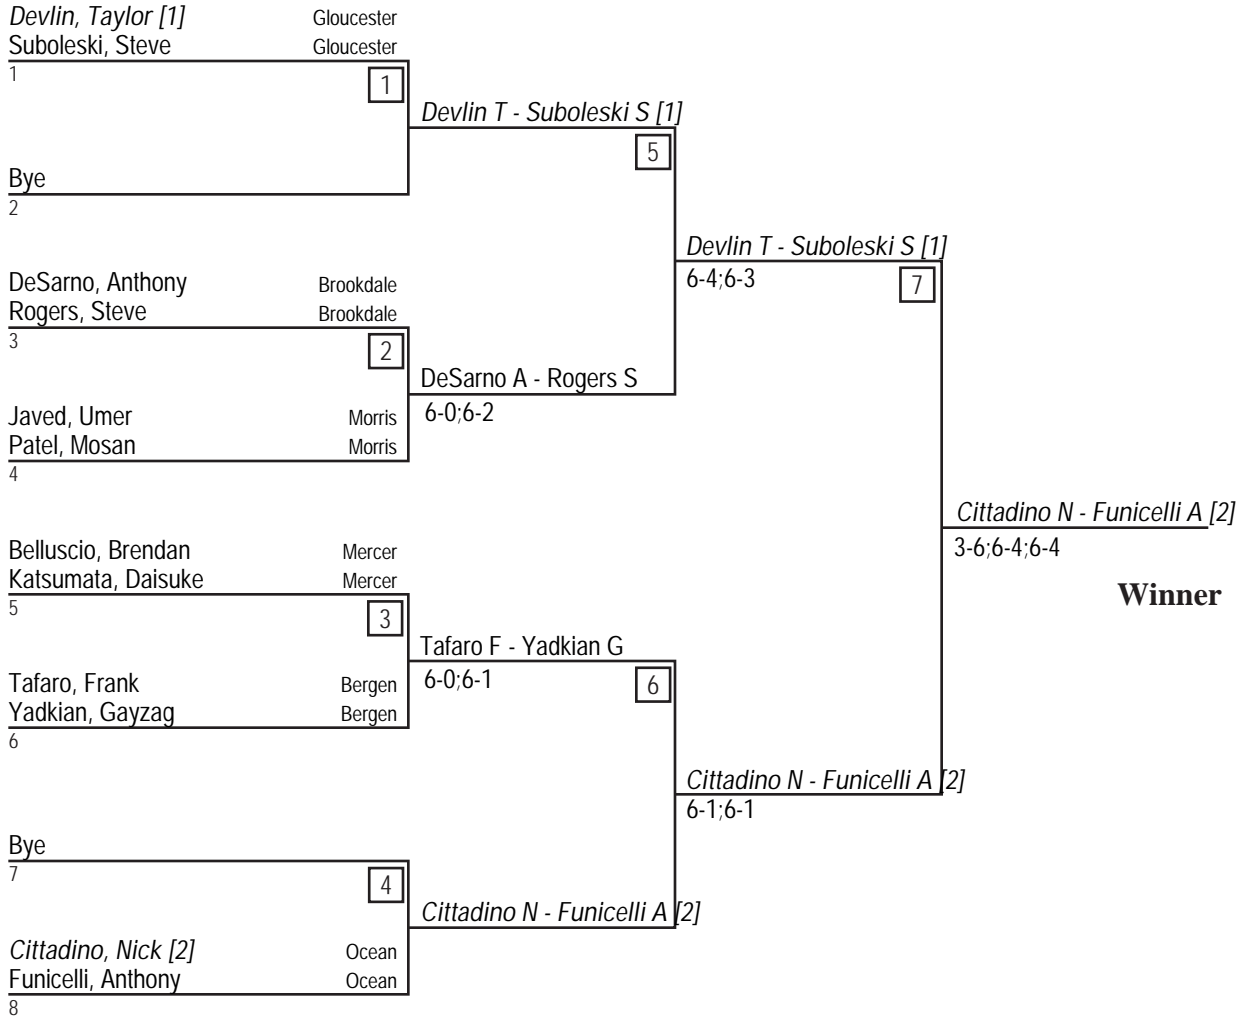 Devlin, Taylor [1] Gloucester
Suboleski, Steve Gloucester
1
1
Devlin T - Suboleski S [1]
5
Bye
2
Devlin T - Suboleski S [1]
6-4;6-3
7
DeSarno, Anthony Brookdale
Rogers, Steve Brookdale
3
2
DeSarno A - Rogers S
6-0;6-2
Javed, Umer Morris
Patel, Mosan Morris
4
Cittadino N - Funicelli A [2]
3-6;6-4;6-4
Winner
Belluscio, Brendan Mercer
Katsumata, Daisuke Mercer
5
3
Tafaro F - Yadkian G
6-0;6-1
6
Tafaro, Frank Bergen
Yadkian, Gayzag Bergen
6
Cittadino N - Funicelli A [2]
6-1;6-1
Bye
7
4
Cittadino N - Funicelli A [2]
Cittadino, Nick [2] Ocean
Funicelli, Anthony Ocean
8